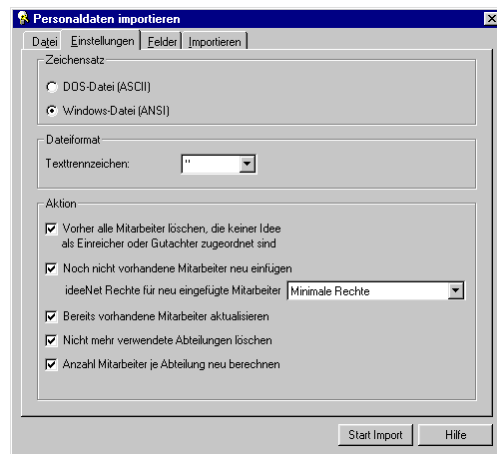 Personaldaten importieren
Datei Einstellungen Felder Importieren
Zeichensatz
DOS-Datei (ASCII)
Windows-Datei (ANSI)
Dateiformat
Texttrennzeichen: "
Aktion
Vorher alle Mitarbeiter löschen, die keiner Idee
als Einreicher oder Gutachter zugeordnet sind
Noch nicht vorhandene Mitarbeiter neu einfügen
ideeNet Rechte für neu eingefügte Mitarbeiter Minimale Rechte
Bereits vorhandene Mitarbeiter aktualisieren
Nicht mehr verwendete Abteilungen löschen
Anzahl Mitarbeiter je Abteilung neu berechnen
Start Import Hilfe